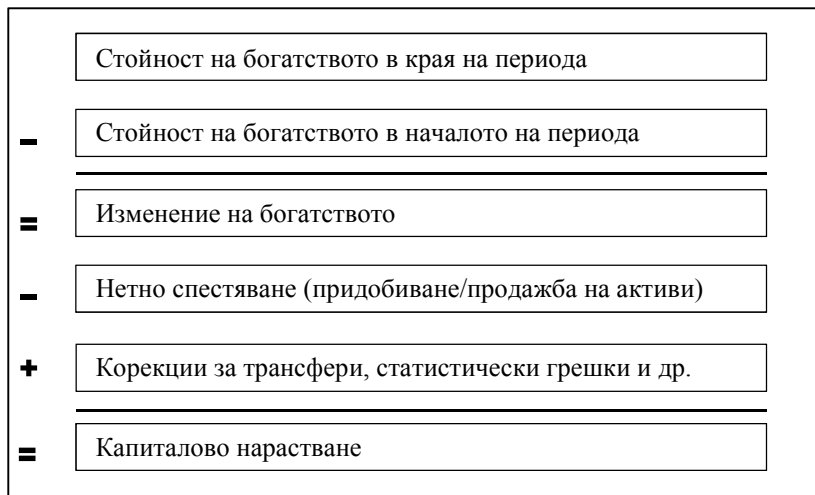 Стойност на богатството в края на периода
- Стойност на богатството в началото на периода
= Изменение на богатството
- Нетно спестяване (придобиване/продажба на активи)
+ Корекции за трансфери, статистически грешки и др.
= Капиталово нарастване